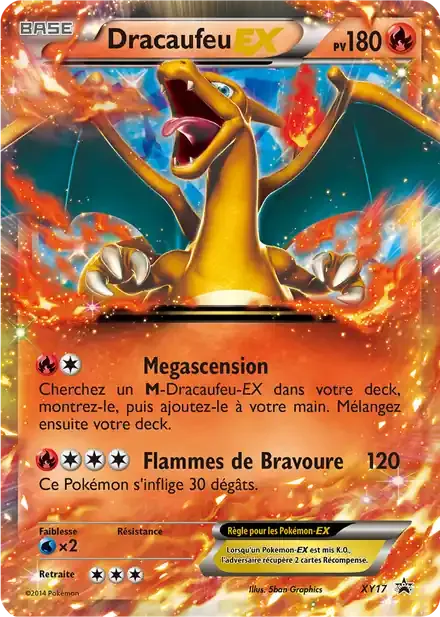 BASE
Dracaufeu EX PV180
Megascension
Cherchez un M-Dracaufeu-EX dans votre deck,
montrez-le, puis ajoutez-le à votre main. Mélangez
ensuite votre deck.
Flammes de Bravoure 120
Ce Pokémon s'inflige 30 dégâts.
Faiblesse Résistance
×2
Retraite
Règle pour les Pokémon-EX
Lorsqu'un Pokémon-EX est mis K.O.,
l'adversaire récupère 2 cartes Récompense.
©2014 Pokémon
Illus. 5ban Graphics
XY17